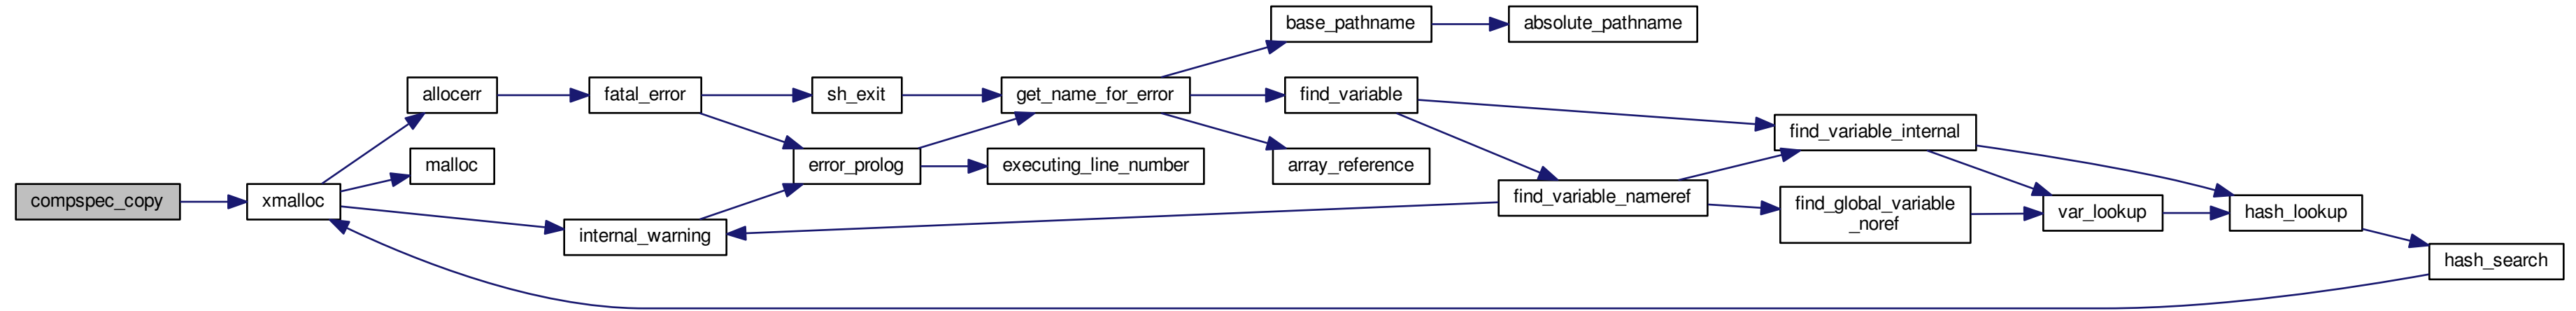 base_pathname
absolute_pathname
allocerr
fatal_error
sh_exit
get_name_for_error
find_variable
find_variable_internal
malloc
error_prolog
executing_line_number
array_reference
compspec_copy
xmalloc
find_variable_nameref
find_global_variable
_noref
var_lookup
hash_lookup
internal_warning
hash_search